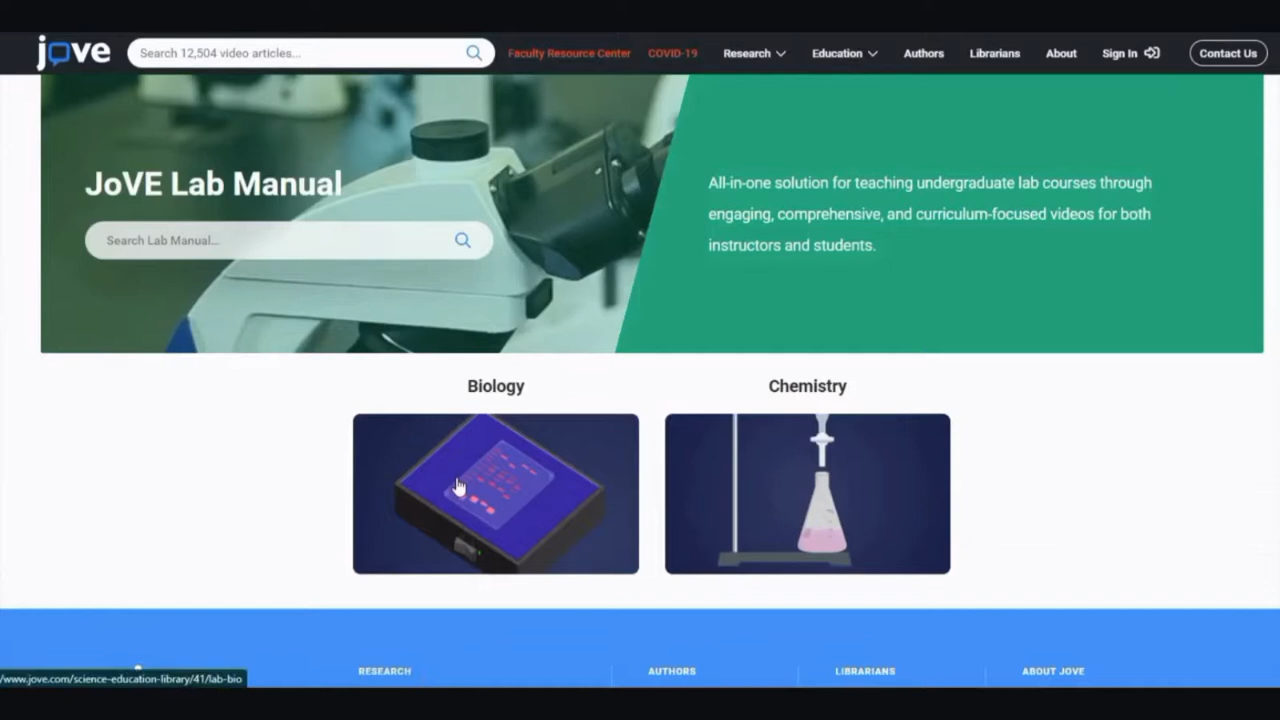 jove
Search 12,504 video articles...
Faculty Resource Center
COVID-19
Research
Education
Authors
Librarians
About
Sign In
Contact Us
JoVE Lab Manual
Search Lab Manual...
All-in-one solution for teaching undergraduate lab courses through
engaging, comprehensive, and curriculum-focused videos for both
instructors and students.
Biology
Chemistry
RESEARCH
AUTHORS
LIBRARIANS
ABOUT JOVE
/www.jove.com/science-education-library/41/lab-bio